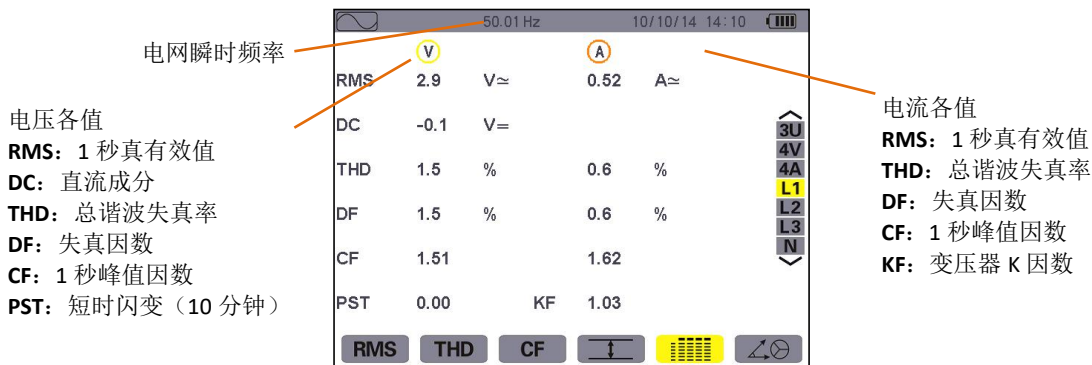 50.01 Hz 10/10/14 14:10
电网瞬时频率
V A
RMS 2.9 V≃ 0.52 A≃
DC -0.1 V=
THD 1.5 % 0.6 %
DF 1.5 % 0.6 %
CF 1.51 1.62
PST 0.00 KF 1.03
3U
4V
4A
L1
L2
L3
N
RMS THD CF
电压各值
RMS：1 秒真有效值
DC：直流成分
THD：总谐波失真率
DF：失真因数
CF：1 秒峰值因数
PST：短时闪变（10 分钟）
电流各值
RMS：1 秒真有效值
THD：总谐波失真率
DF：失真因数
CF：1 秒峰值因数
KF：变压器 K 因数